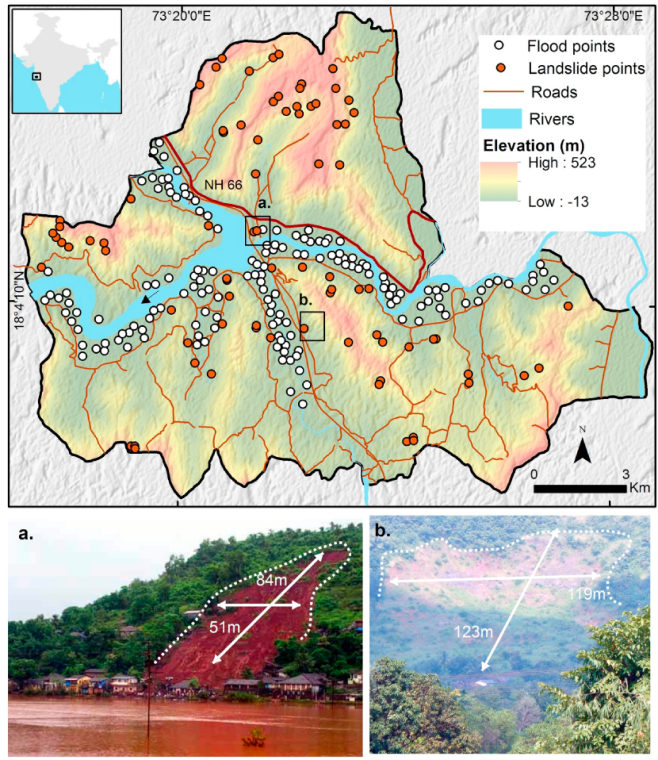 73°20'0"E
73°28'0"E
Flood points
Landslide points
Roads
Rivers
Elevation (m)
High : 523
Low : -13
NH 66
a.
18°4'10"N
b.
N
0 3
Km
a.
84m
51m
b.
119m
123m